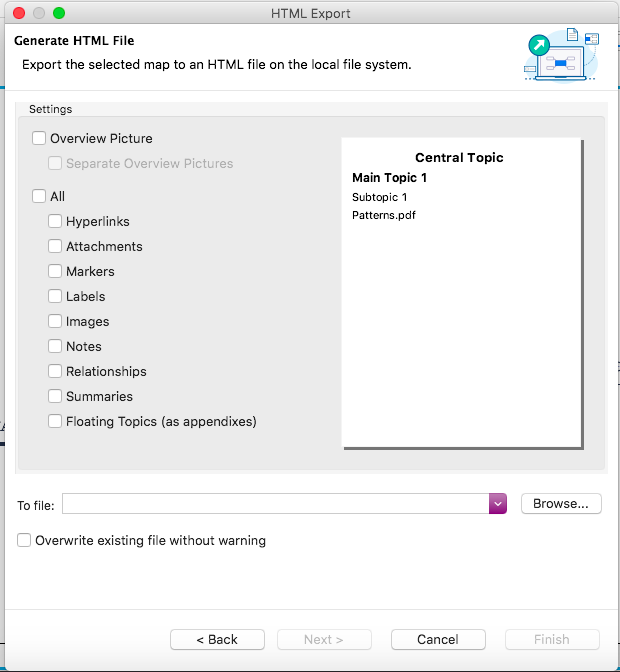 HTML Export
Generate HTML File
Export the selected map to an HTML file on the local file system.
Settings
Overview Picture
Separate Overview Pictures
All
Hyperlinks
Attachments
Markers
Labels
Images
Notes
Relationships
Summaries
Floating Topics (as appendixes)
Central Topic
Main Topic 1
Subtopic 1
Patterns.pdf
To file:
Browse...
Overwrite existing file without warning
< Back
Next >
Cancel
Finish